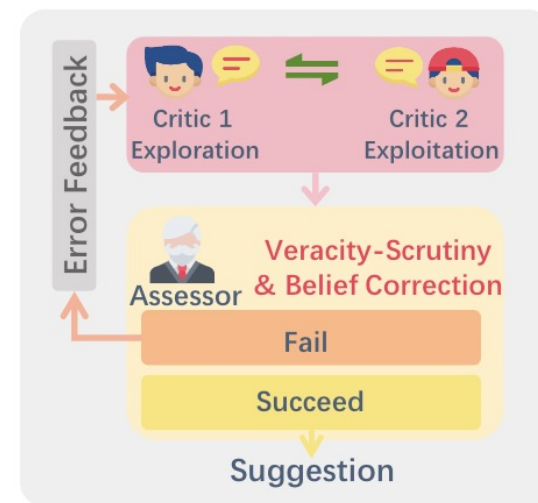 Error Feedback
Critic 1
Exploration
Critic 2
Exploitation
Assessor
Veracity-Scrutiny
& Belief Correction
Fail
Succeed
Suggestion